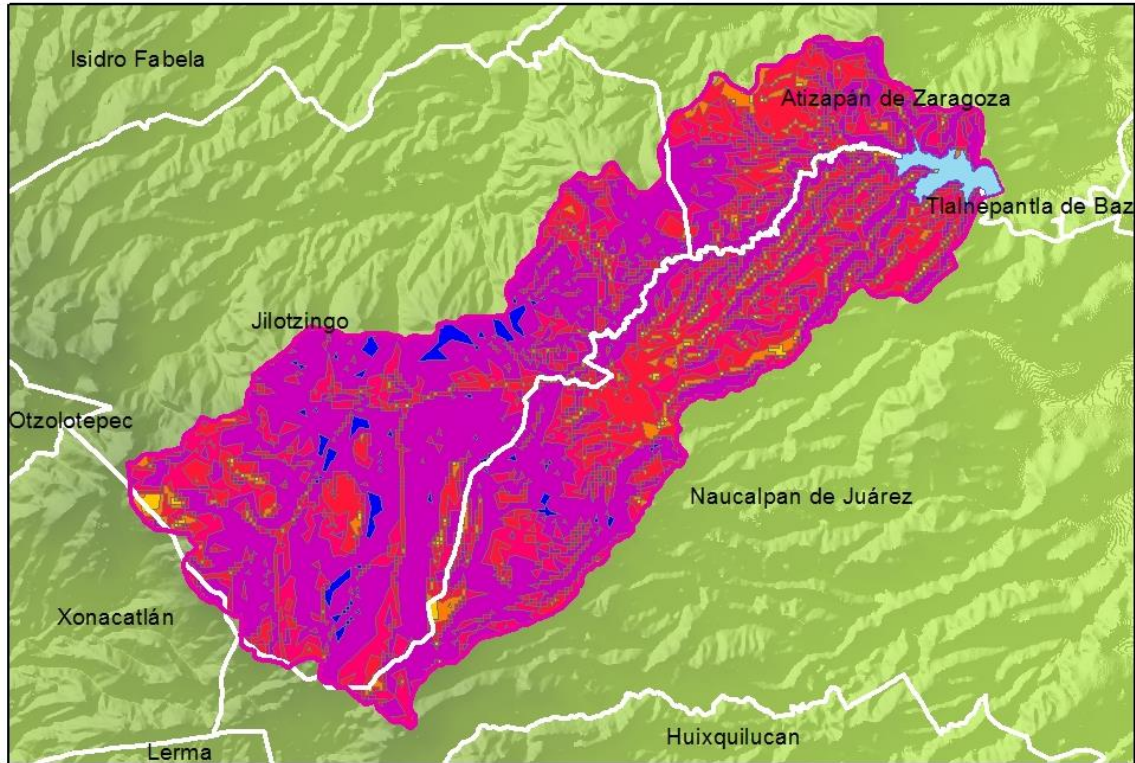 Isidro Fabela
Atizapán de Zaragoza
Tlalnepantla de Baz
Jilotzingo
Otzolotepec
Naucalpan de Juárez
Xonacatlán
Huixquilucan
Lerma